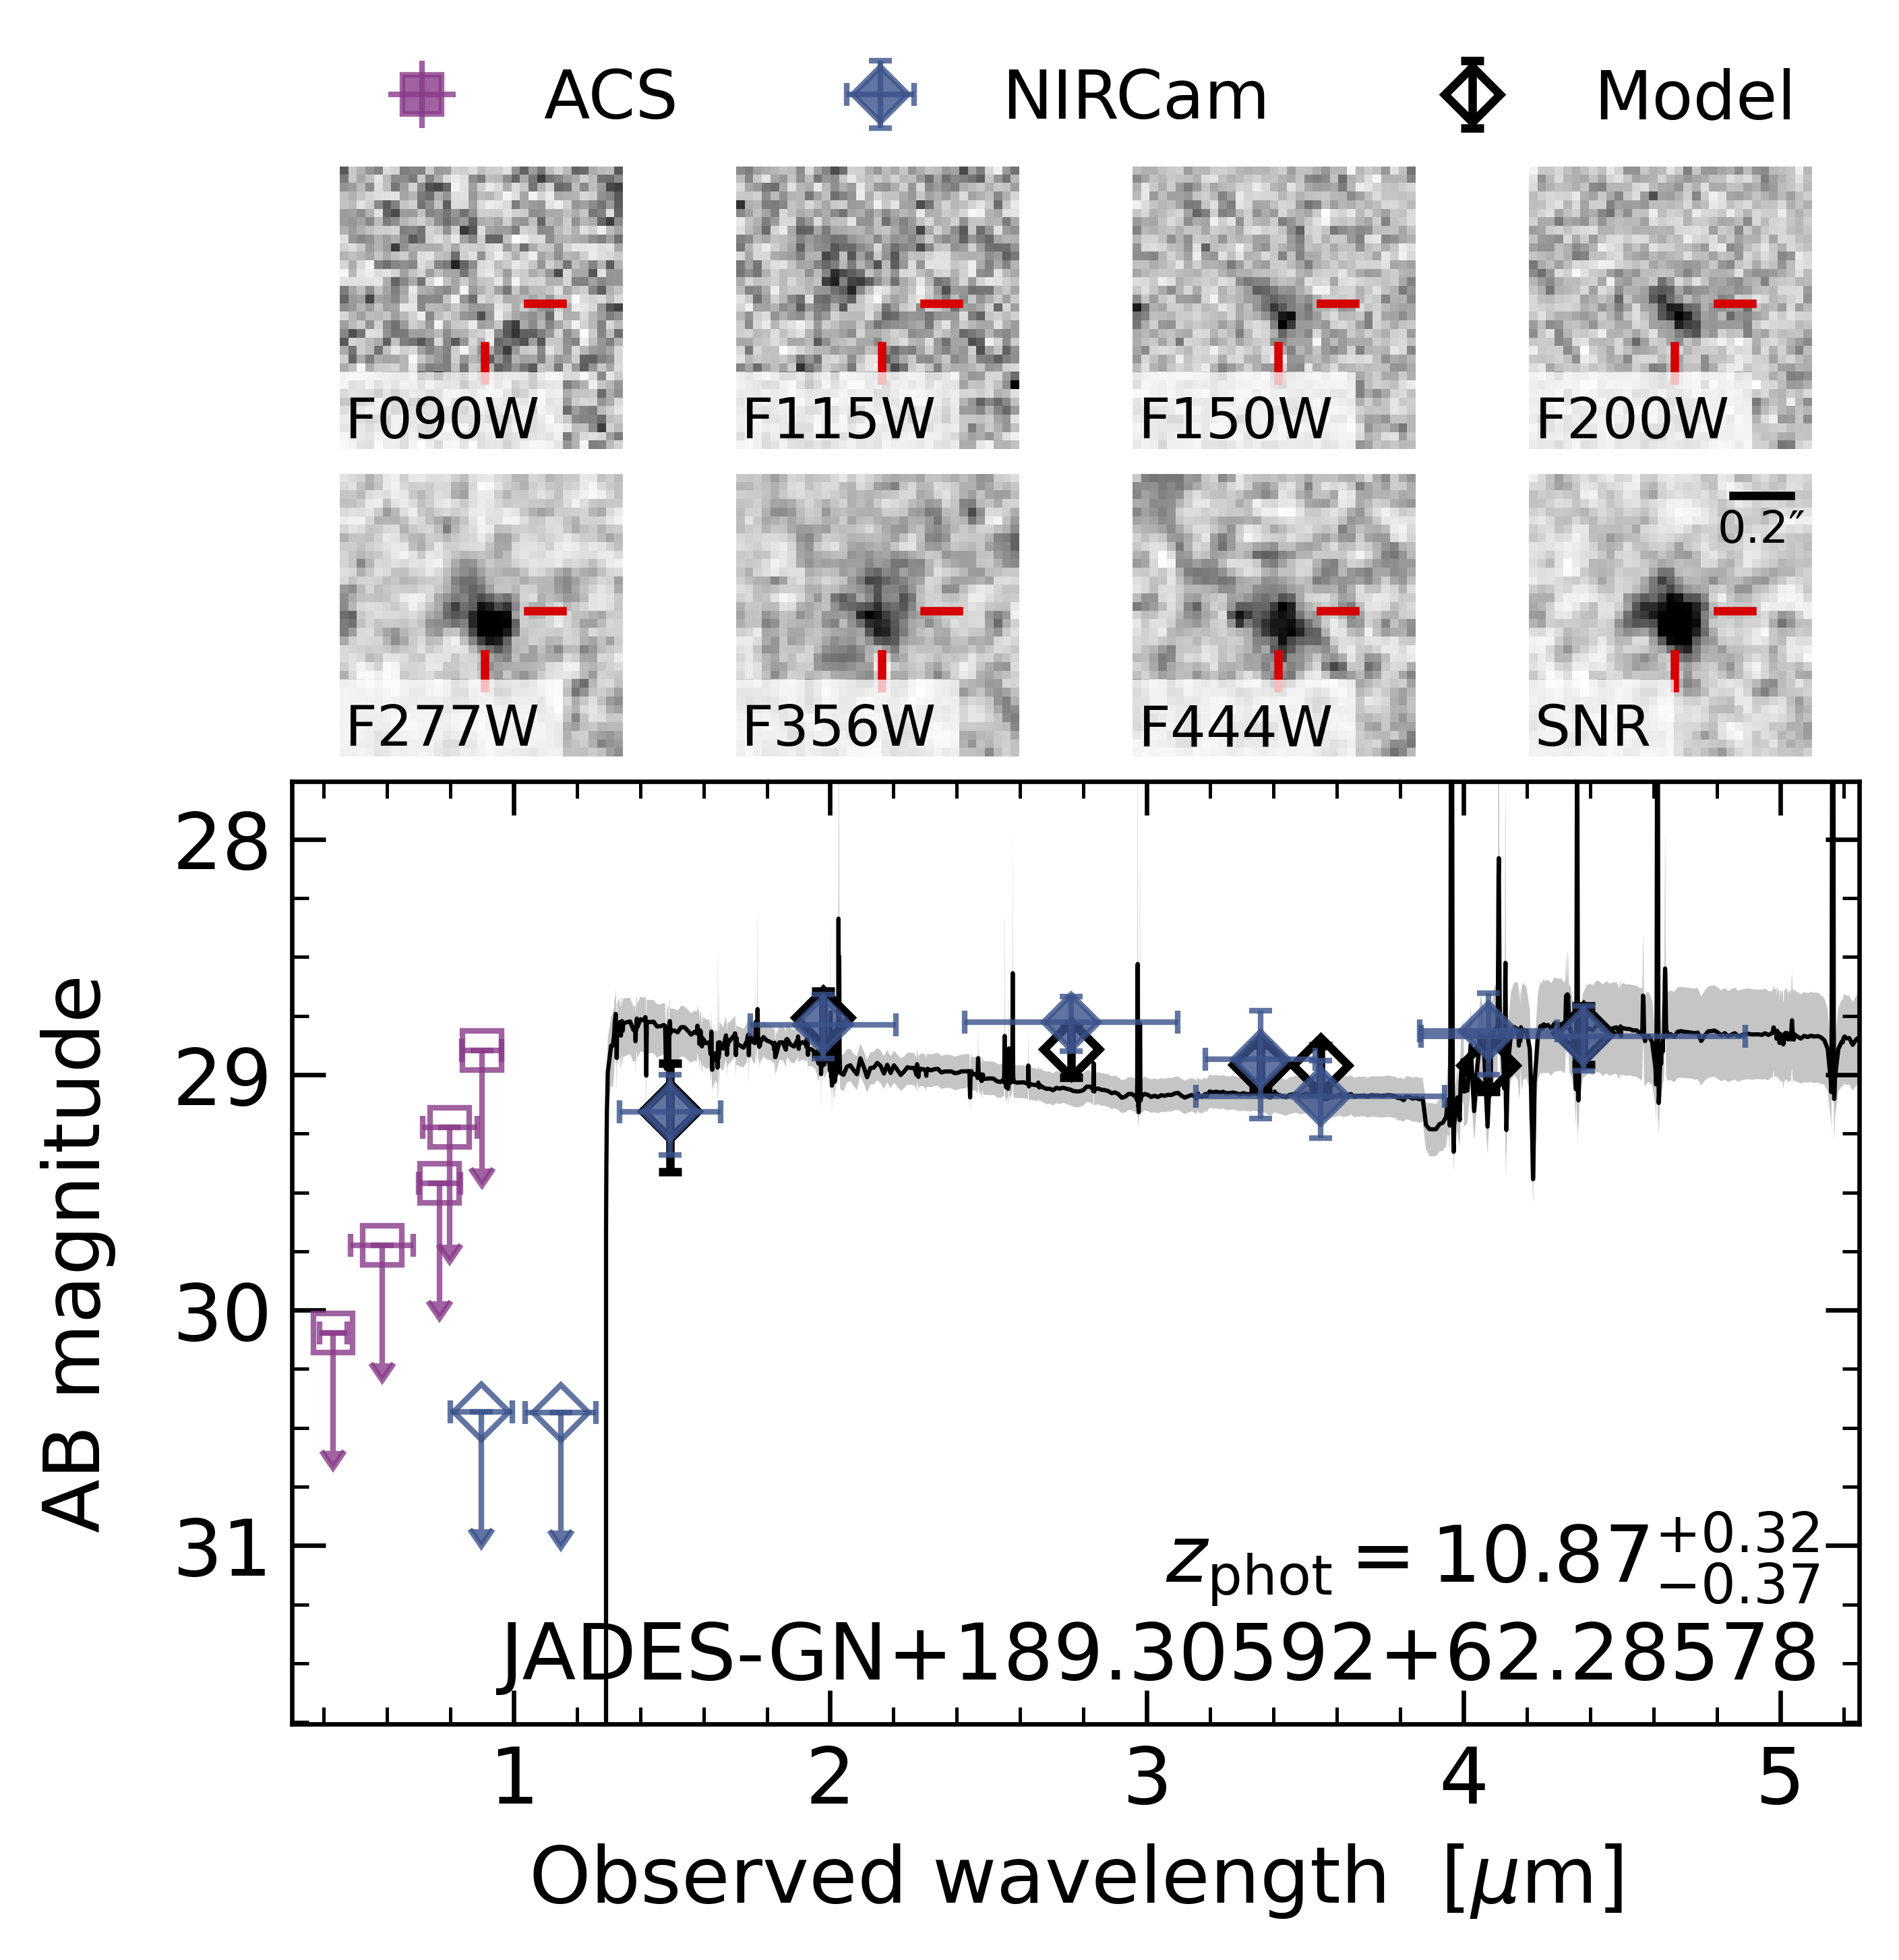 ACS NIRCam Model
F090W F115W F150W F200W
0.2″
F277W F356W F444W SNR
28
29
30
31
AB magnitude
z_phot = 10.87 +0.32 −0.37
JADES-GN+189.30592+62.28578
1 2 3 4 5
Observed wavelength [μm]